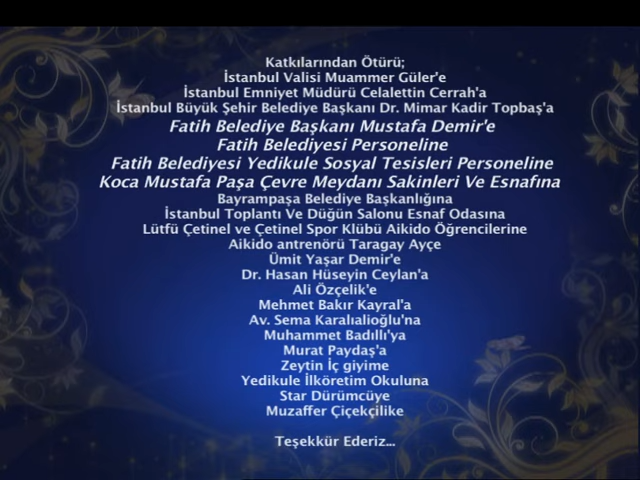 Katkılarından Ötürü;
İstanbul Valisi Muammer Güler'e
İstanbul Emniyet Müdürü Celalettin Cerrah'a
İstanbul Büyük Şehir Belediye Başkanı Dr. Mimar Kadir Topbaş'a
Fatih Belediye Başkanı Mustafa Demir'e
Fatih Belediyesi Personeline
Fatih Belediyesi Yedikule Sosyal Tesisleri Personeline
Koca Mustafa Paşa Çevre Meydanı Sakinleri Ve Esnafına
Bayrampaşa Belediye Başkanlığına
İstanbul Toplantı Ve Düğün Salonu Esnaf Odasına
Lütfü Çetinel ve Çetinel Spor Klübü Aikido Öğrencilerine
Aikido antrenörü Taragay Ayçe
Ümit Yaşar Demir'e
Dr. Hasan Hüseyin Ceylan'a
Ali Özçelik'e
Mehmet Bakır Kayral'a
Av. Sema Karalıalioğlu'na
Muhammet Badıllı'ya
Murat Paydaş'a
Zeytin İç giyime
Yedikule İlköretim Okuluna
Star Dürümcüye
Muzaffer Çiçekçilike
Teşekkür Ederiz...